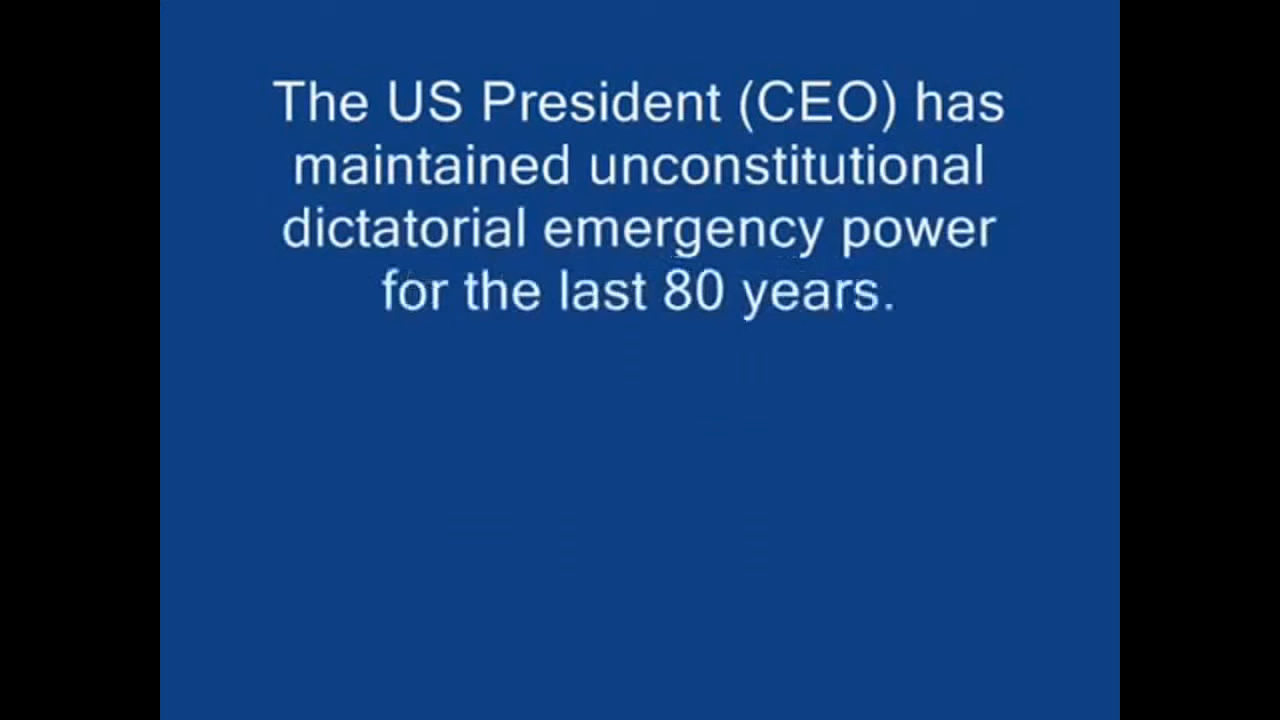 The US President (CEO) has
maintained unconstitutional
dictatorial emergency power
for the last 80 years.